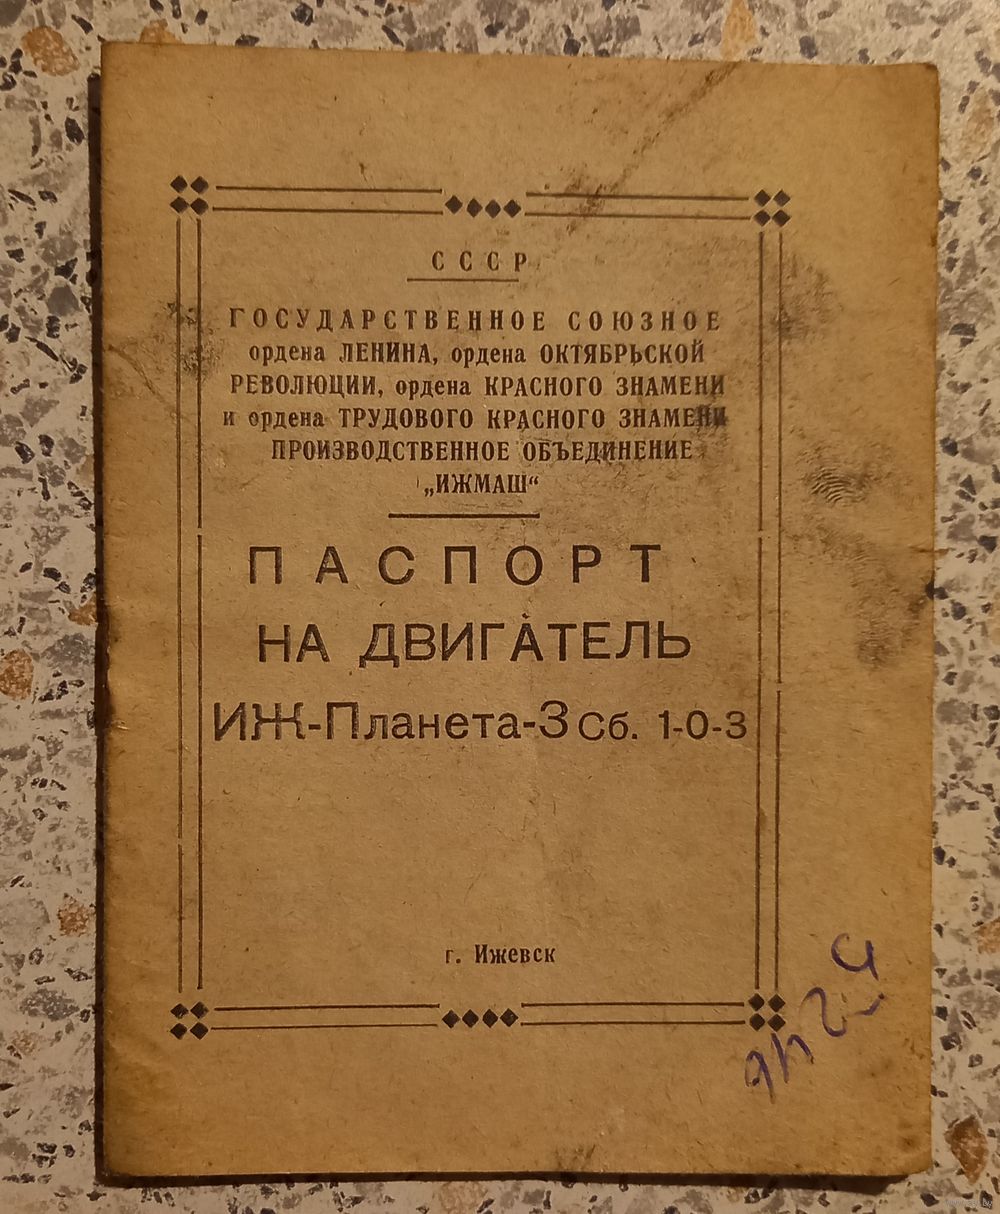 СССР
ГОСУДАРСТВЕННОЕ СОЮЗНОЕ
ордена ЛЕНИНА, ордена ОКТЯБРЬСКОЙ
РЕВОЛЮЦИИ, ордена КРАСНОГО ЗНАМЕНИ
и ордена ТРУДОВОГО КРАСНОГО ЗНАМЕНИ
ПРОИЗВОДСТВЕННОЕ ОБЪЕДИНЕНИЕ
„ИЖМАШ“
ПАСПОРТ
НА ДВИГАТЕЛЬ
ИЖ-Планета-3 Сб. 1-0-3
г. Ижевск